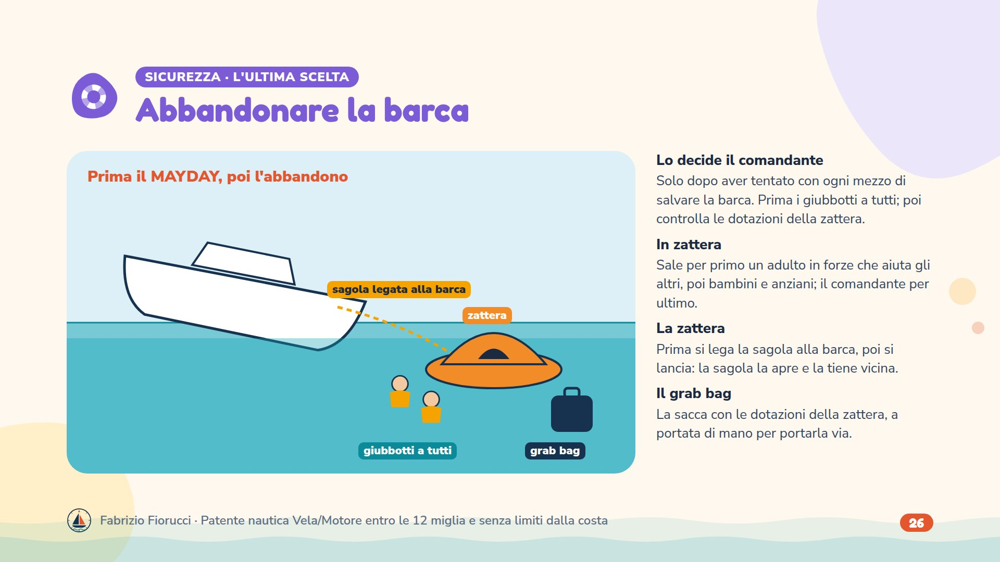 SICUREZZA · L'ULTIMA SCELTA
Abbandonare la barca
Prima il MAYDAY, poi l'abbandono
sagola legata alla barca
zattera
giubbotti a tutti
grab bag
Lo decide il comandante
Solo dopo aver tentato con ogni mezzo di
salvare la barca. Prima i giubbotti a tutti; poi
controlla le dotazioni della zattera.
In zattera
Sale per primo un adulto in forze che aiuta gli
altri, poi bambini e anziani; il comandante per
ultimo.
La zattera
Prima si lega la sagola alla barca, poi si
lancia: la sagola la apre e la tiene vicina.
Il grab bag
La sacca con le dotazioni della zattera, a
portata di mano per portarla via.
Fabrizio Fiorucci · Patente nautica Vela/Motore entro le 12 miglia e senza limiti dalla costa
26